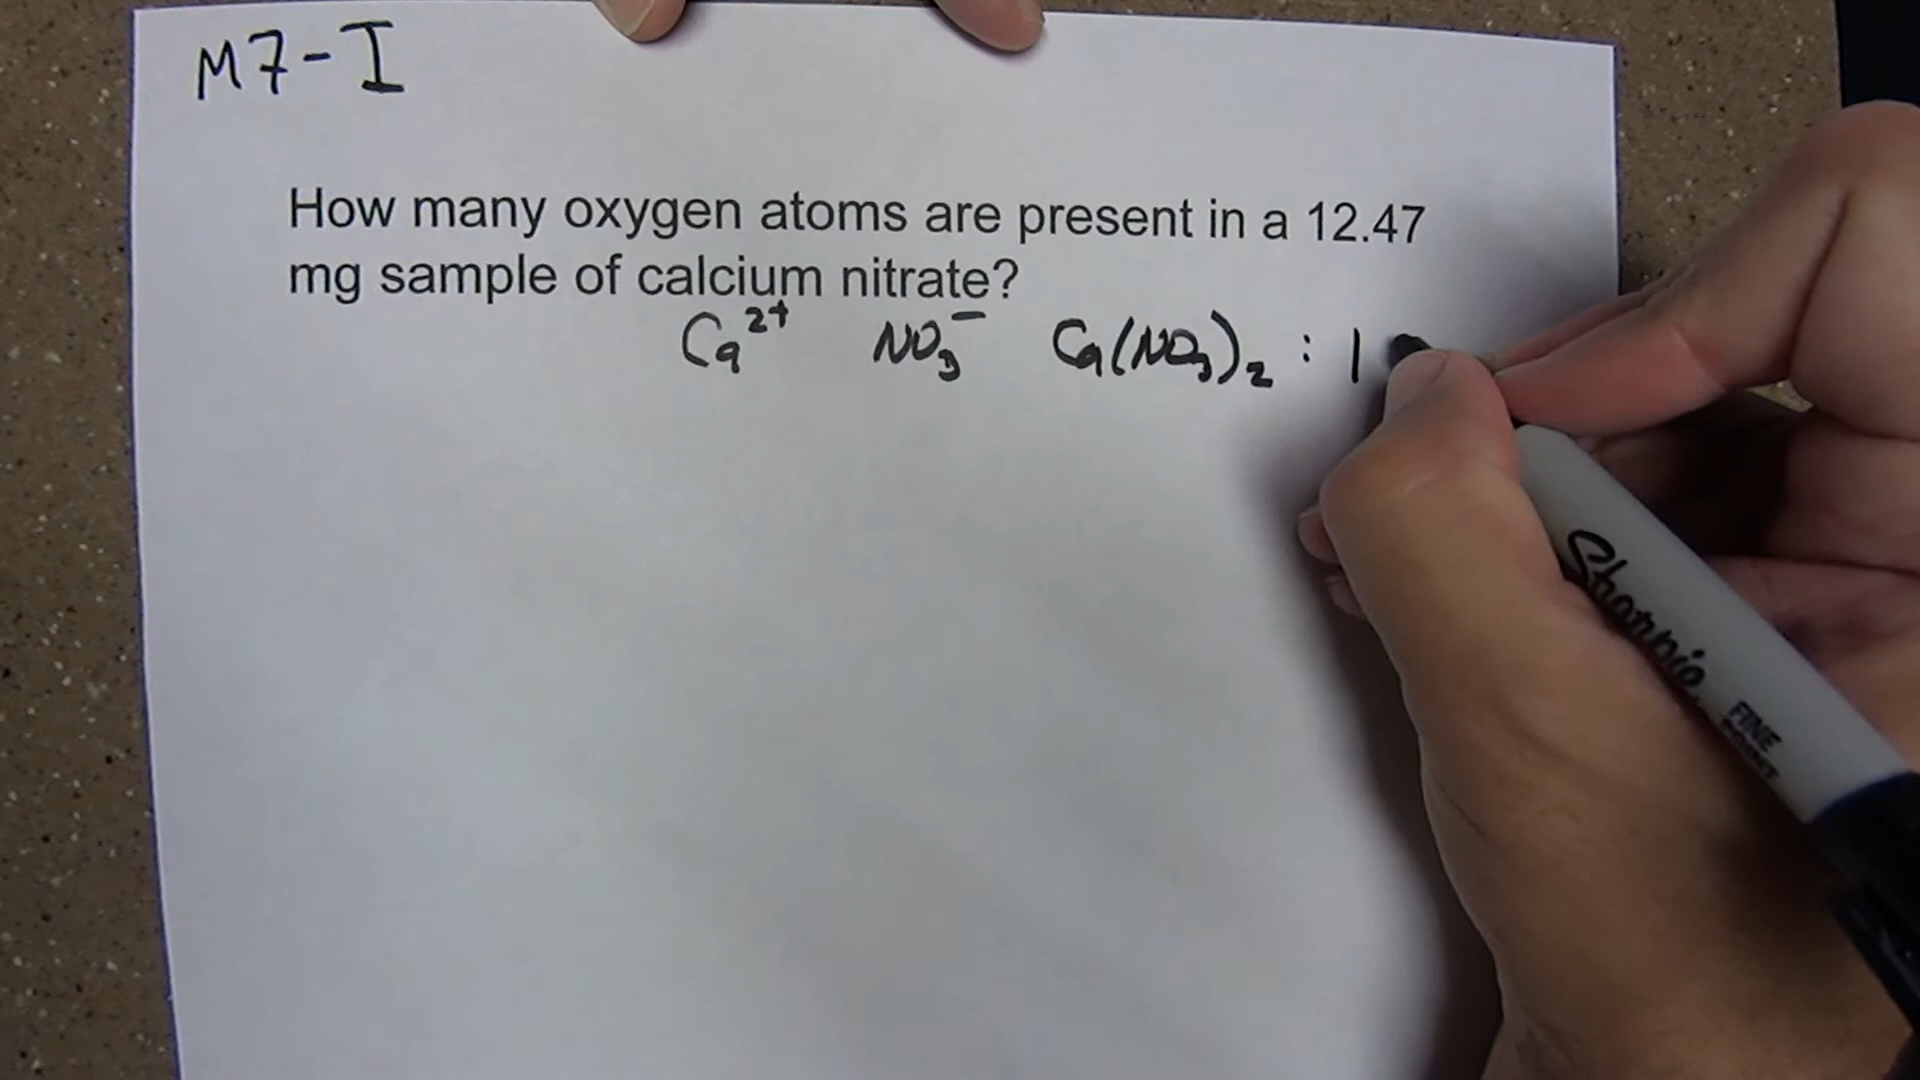 M7-I
How many oxygen atoms are present in a 12.47
mg sample of calcium nitrate?
Ca²⁺ NO₃⁻ Ca(NO₃)₂ : 1
Sharpie
FINE
POINT